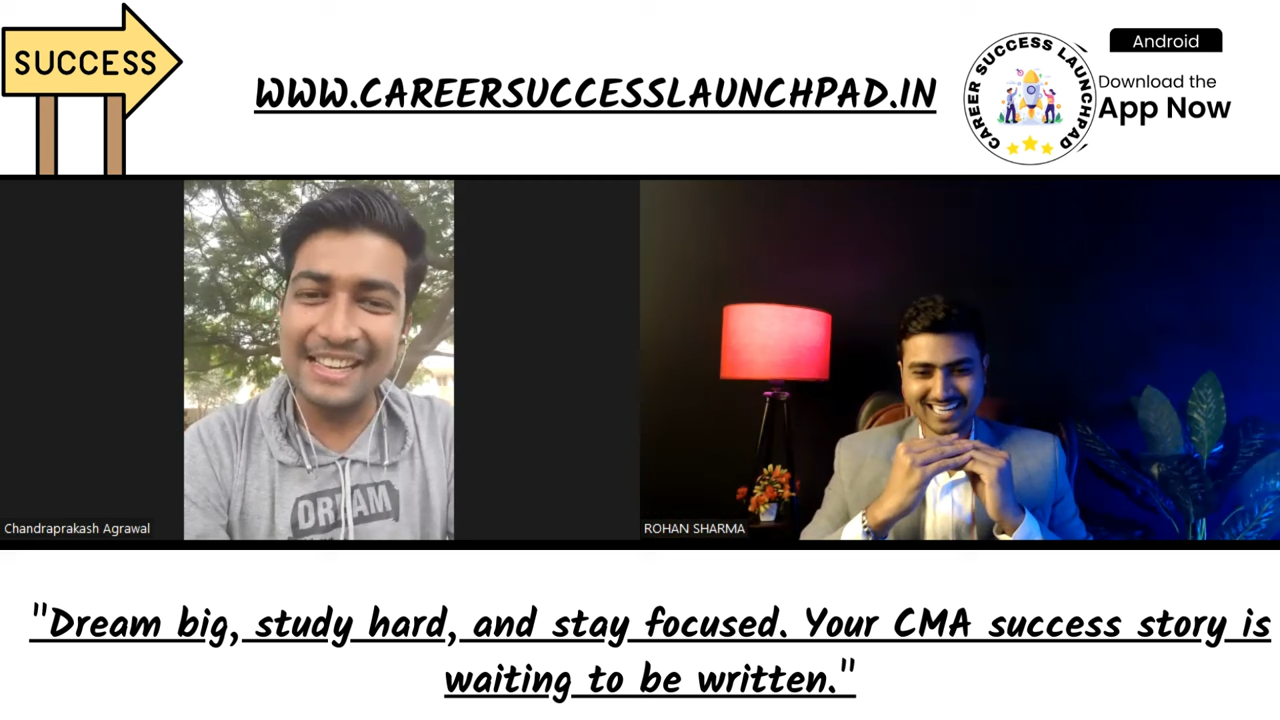 SUCCESS
WWW.CAREERSUCCESSLAUNCHPAD.IN
CAREER SUCCESS LAUNCHPAD
Android
Download the
App Now
DREAM
Chandraprakash Agrawal
ROHAN SHARMA
"Dream big, study hard, and stay focused. Your CMA success story is
waiting to be written."